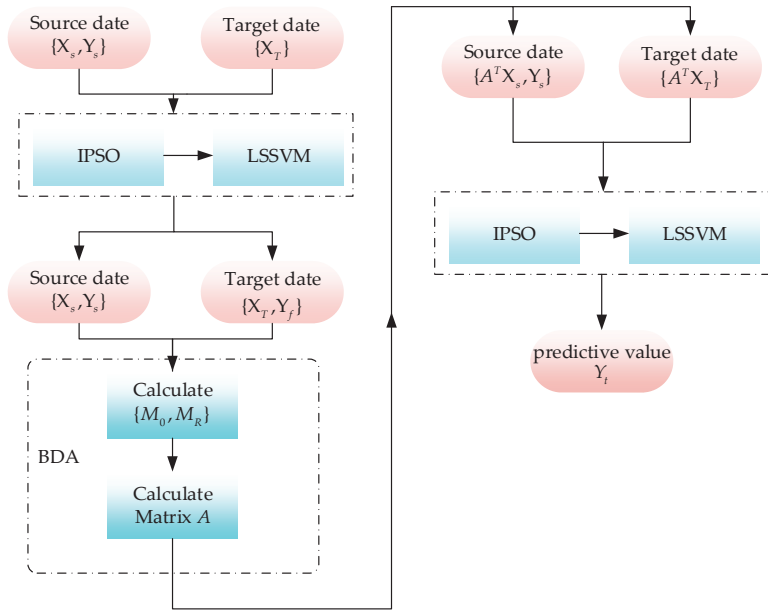 Source date
{Xs,Ys}
Target date
{XT}
IPSO
LSSVM
Source date
{Xs,Ys}
Target date
{XT,Yf}
BDA
Calculate
{M0,MR}
Calculate
Matrix A
Source date
{A^T Xs,Ys}
Target date
{A^T XT}
IPSO
LSSVM
predictive value
Yt